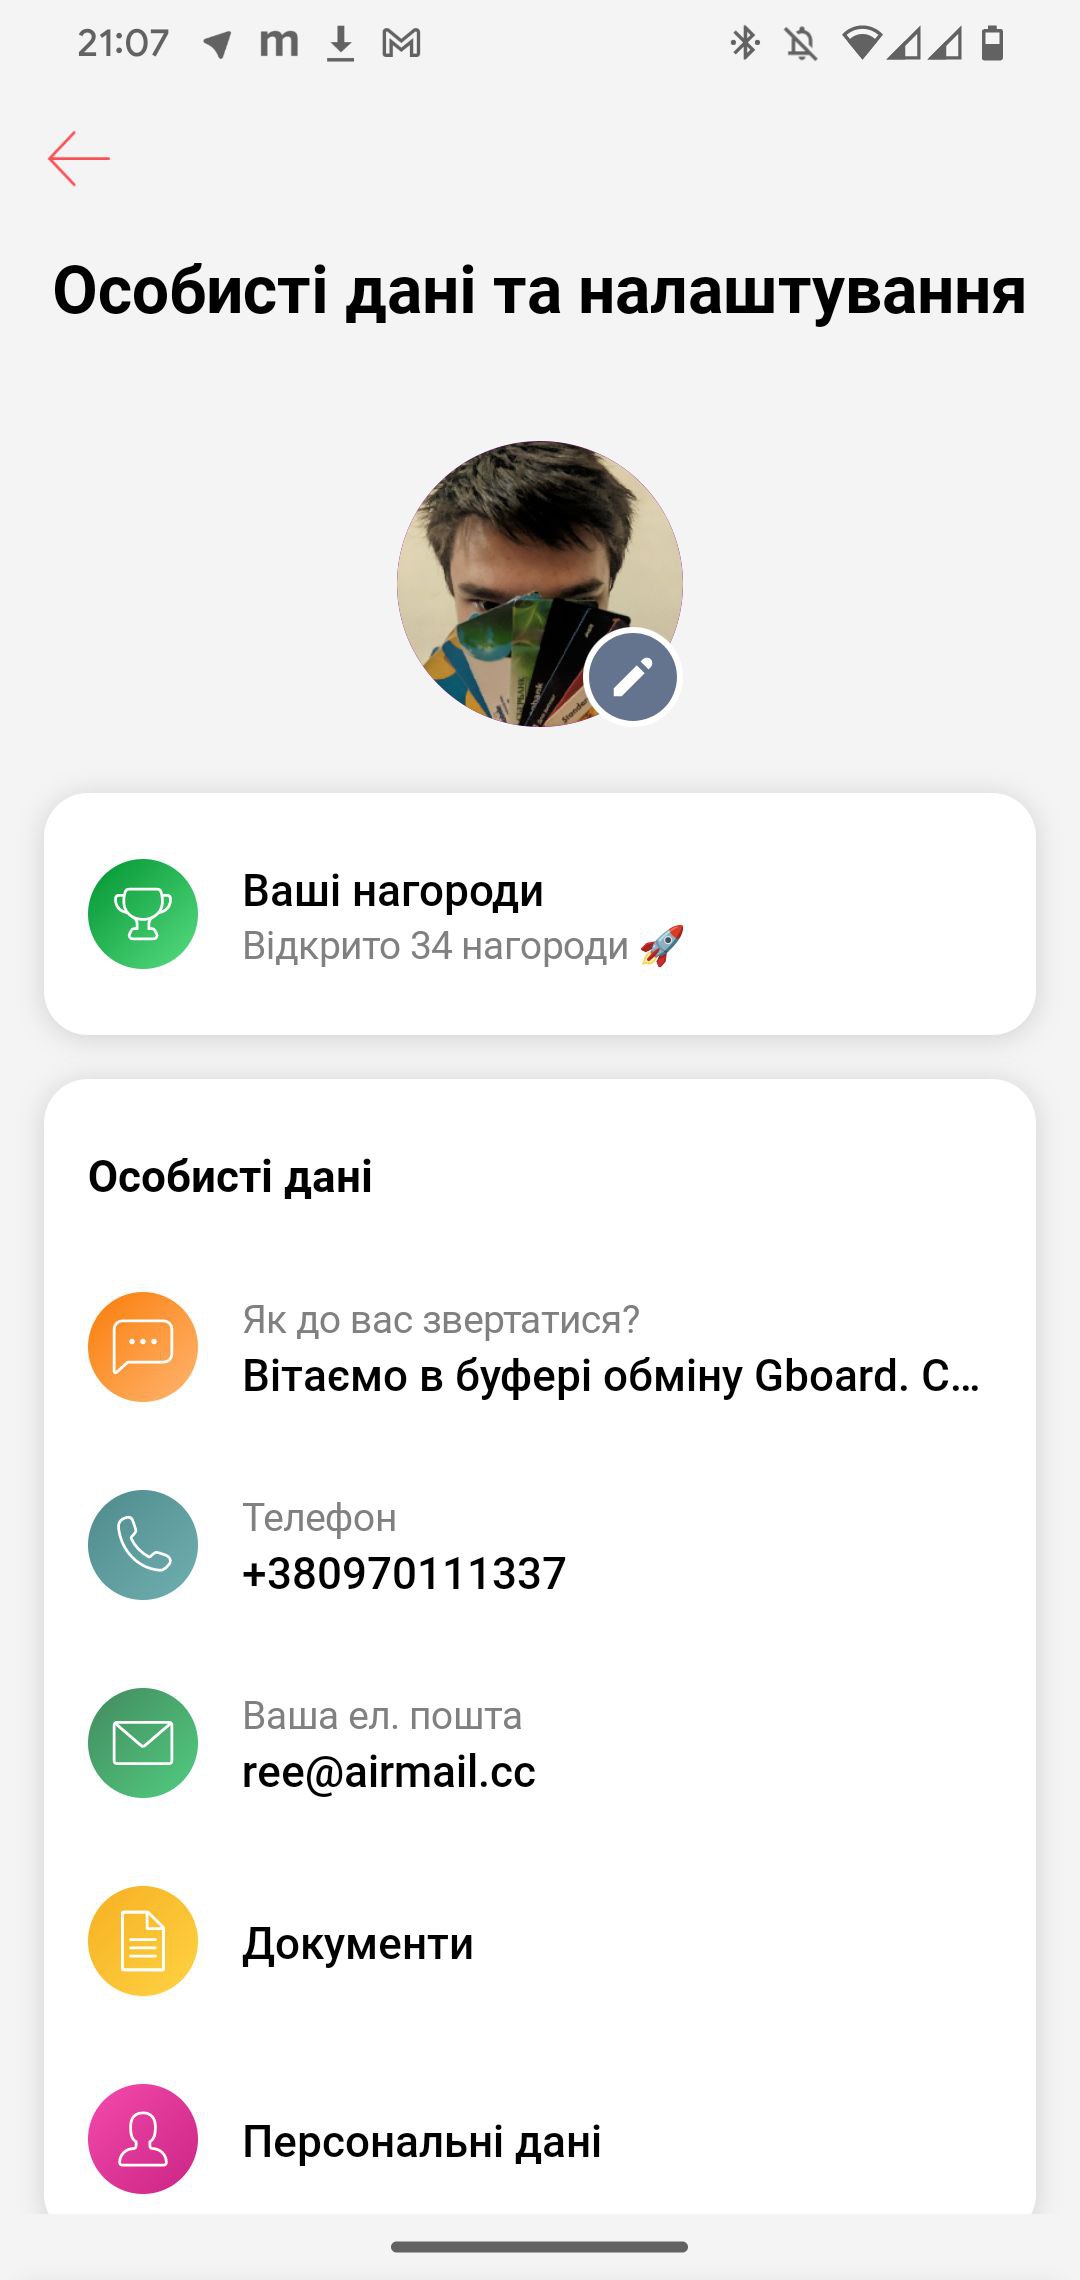 21:07
Особисті дані та налаштування
Ваші нагороди
Відкрито 34 нагороди 🚀
Особисті дані
Як до вас звертатися?
Вітаємо в буфері обміну Gboard. С...
Телефон
+380970111337
Ваша ел. пошта
ree@airmail.cc
Документи
Персональні дані